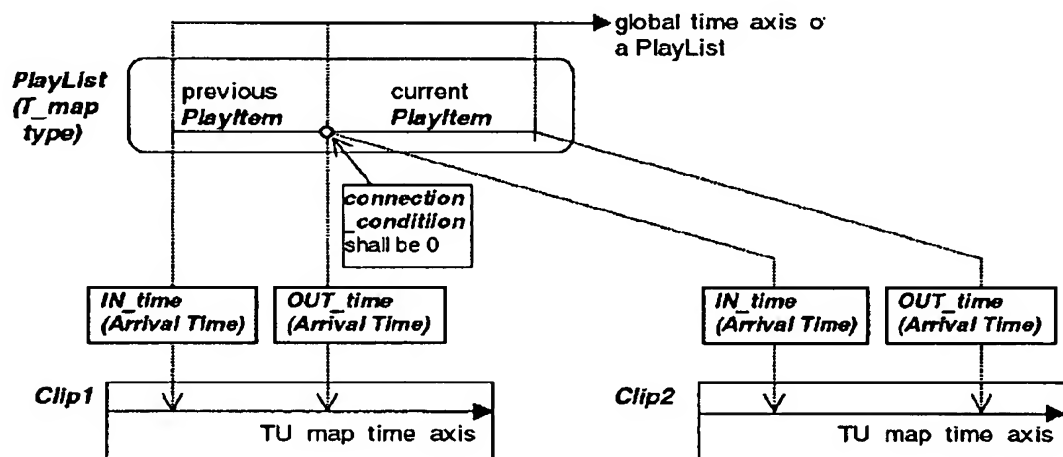 global time axis o
a PlayList
PlayList
(T_map
type)
previous
PlayItem
current
PlayItem
connection
_conditiion
shall be 0
IN_time
(Arrival Time)
OUT_time
(Arrival Time)
IN_time
(Arrival Time)
OUT_time
(Arrival Time)
Clip1
TU map time axis
Clip2
TU map time axis